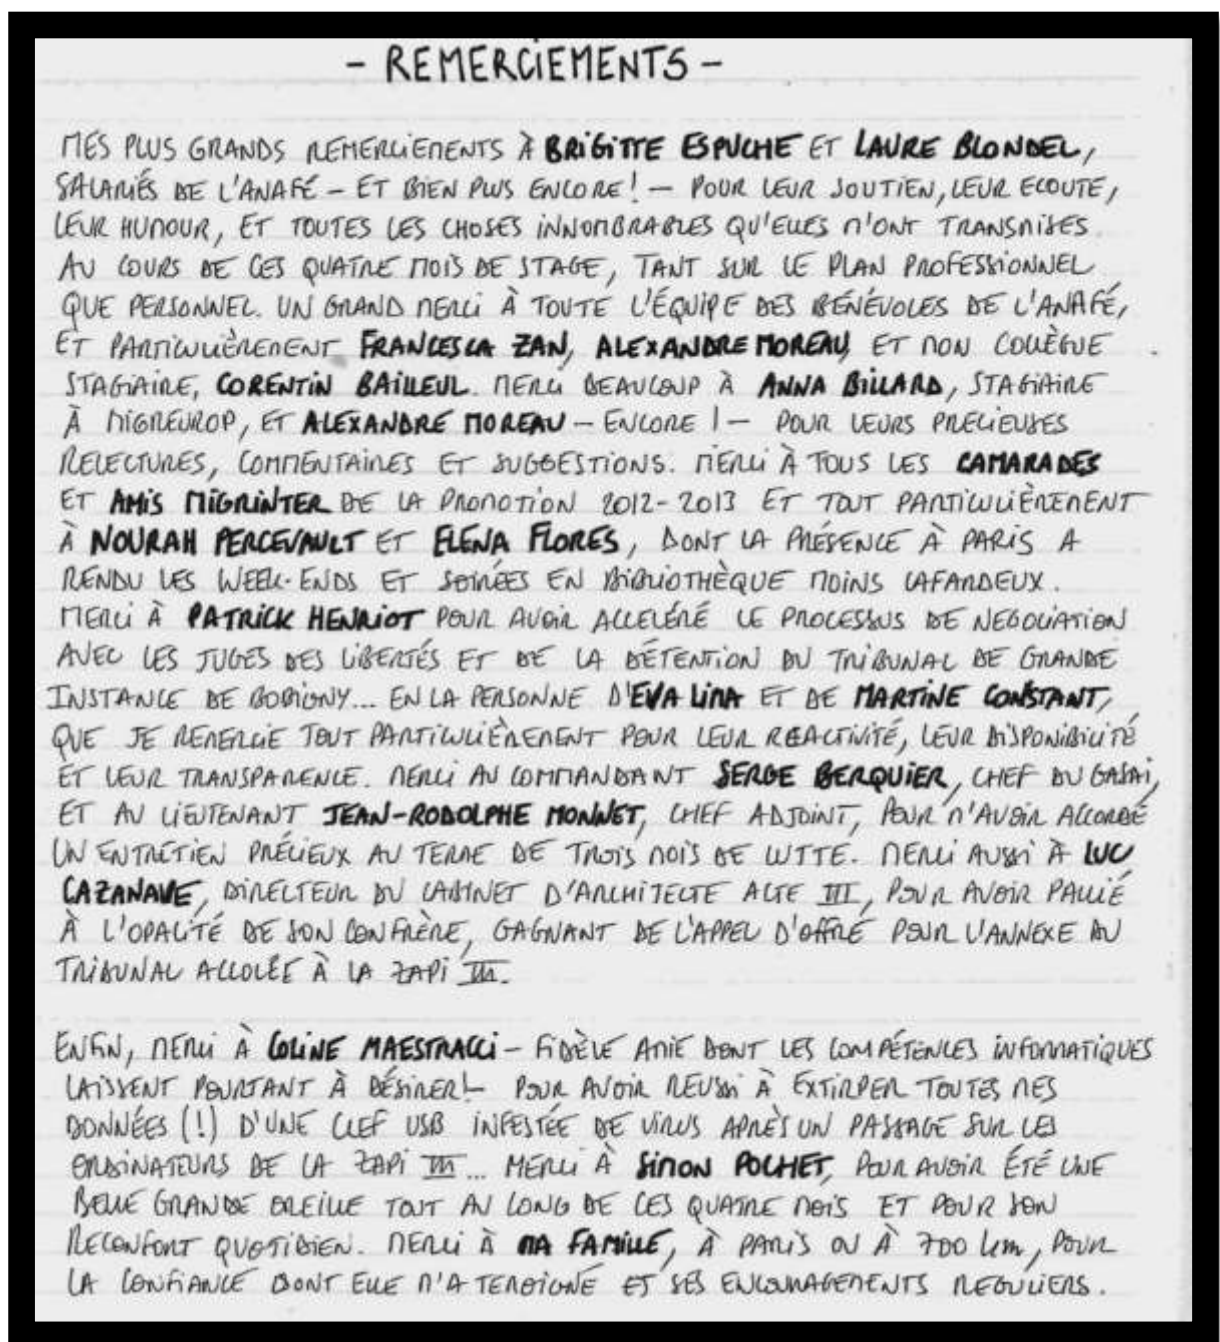 - REMERCIEMENTS -
MES PLUS GRANDS REMERCIEMENTS À BRIGITTE ESPUCHE ET LAURE BLONDEL,
SALARIÉS DE L'ANAFÉ – ET BIEN PLUS ENCORE ! – POUR LEUR SOUTIEN, LEUR ECOUTE,
LEUR HUMOUR, ET TOUTES LES CHOSES INNOMBRABLES QU'ELLES M'ONT TRANSMISES
AU COURS DE CES QUATRE MOIS DE STAGE, TANT SUR LE PLAN PROFESSIONNEL
QUE PERSONNEL. UN GRAND MERCI À TOUTE L'ÉQUIPE DES BÉNÉVOLES DE L'ANAFÉ,
ET PARTICULIÈREMENT FRANCESCA ZAN, ALEXANDRE MOREAU, ET MON COLLÈGUE
STAGIAIRE, CORENTIN BAILLEUL. MERCI BEAUCOUP À ANNA BILLARD, STAGIAIRE
À MIGREUROP, ET ALEXANDRE MOREAU – ENCORE ! – POUR LEURS PRECIEUSES
RELECTURES, COMMENTAIRES ET SUGGESTIONS. MERCI À TOUS LES CAMARADES
ET AMIS MIGRINTER DE LA PROMOTION 2012-2013 ET TOUT PARTICULIÈREMENT
À NOURAH PERCEVAULT ET ELENA FLORES, DONT LA PRÉSENCE À PARIS A
RENDU LES WEEK-ENDS ET SOIRÉES EN BIBLIOTHÈQUE MOINS CAFARDEUX.
MERCI À PATRICK HENRIOT POUR AVOIR ACCELÉRÉ LE PROCESSUS DE NEGOCIATION
AVEC LES JUGES DES LIBERTÉS ET DE LA DÉTENTION DU TRIBUNAL DE GRANDE
INSTANCE DE BOBIGNY... EN LA PERSONNE D'EVA LIMA ET DE MARTINE CONSTANT,
QUE JE REMERCIE TOUT PARTICULIÈREMENT POUR LEUR REACTIVITÉ, LEUR DISPONIBILITÉ
ET LEUR TRANSPARENCE. MERCI AU COMMANDANT SERGE BERQUIER, CHEF DU GASAI,
ET AU LIEUTENANT JEAN-RODOLPHE MONNET, CHEF ADJOINT, POUR M'AVOIR ACCORDÉ
UN ENTRETIEN PRÉCIEUX AU TERME DE TROIS MOIS DE LUTTE. MERCI AUSSI À LUC
CAZANAVE, DIRECTEUR DU CABINET D'ARCHITECTE ALTE III, POUR AVOIR PALLIÉ
À L'OPACITÉ DE SON CONFRÈRE, GAGNANT DE L'APPEL D'OFFRE POUR L'ANNEXE DU
TRIBUNAL ACCOLÉE À LA ZAPI III.
ENFIN, MERCI À COLINE MAESTRACCI – FIDÈLE AMIE DONT LES COMPÉTENCES INFORMATIQUES
LAISSENT POURTANT À DÉSIRER ! – POUR AVOIR REUSSI À EXTIRPER TOUTES MES
DONNÉES (!) D'UNE CLEF USB INFESTÉE DE VIRUS APRÈS UN PASSAGE SUR LES
ORDINATEURS DE LA ZAPI III... MERCI À SIMON POCHET, POUR AVOIR ÉTÉ UNE
BELLE GRANDE OREILLE TOUT AU LONG DE CES QUATRE MOIS ET POUR SON
RECONFORT QUOTIDIEN. MERCI À MA FAMILLE, À PARIS OU À 700 km, POUR
LA CONFIANCE DONT ELLE M'A TEMOIGNÉ ET SES ENCOURAGEMENTS REGULIERS.